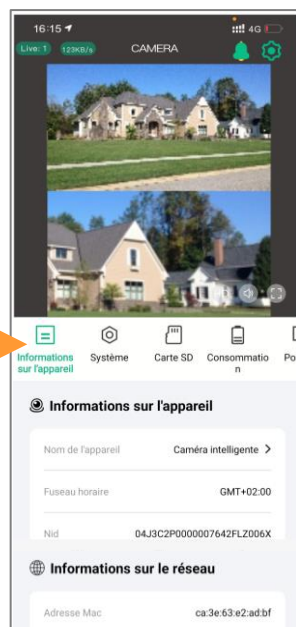 16:15
4G
Live: 1 123KB/s CAMERA
Informations sur l'appareil
Système
Carte SD
Consommation
Po
Informations sur l'appareil
Nom de l'appareil Caméra intelligente >
Fuseau horaire GMT+02:00
Nid 04J3C2P0000007642FLZ006X
Informations sur le réseau
Adresse Mac ca:3e:63:e2:ad:bf